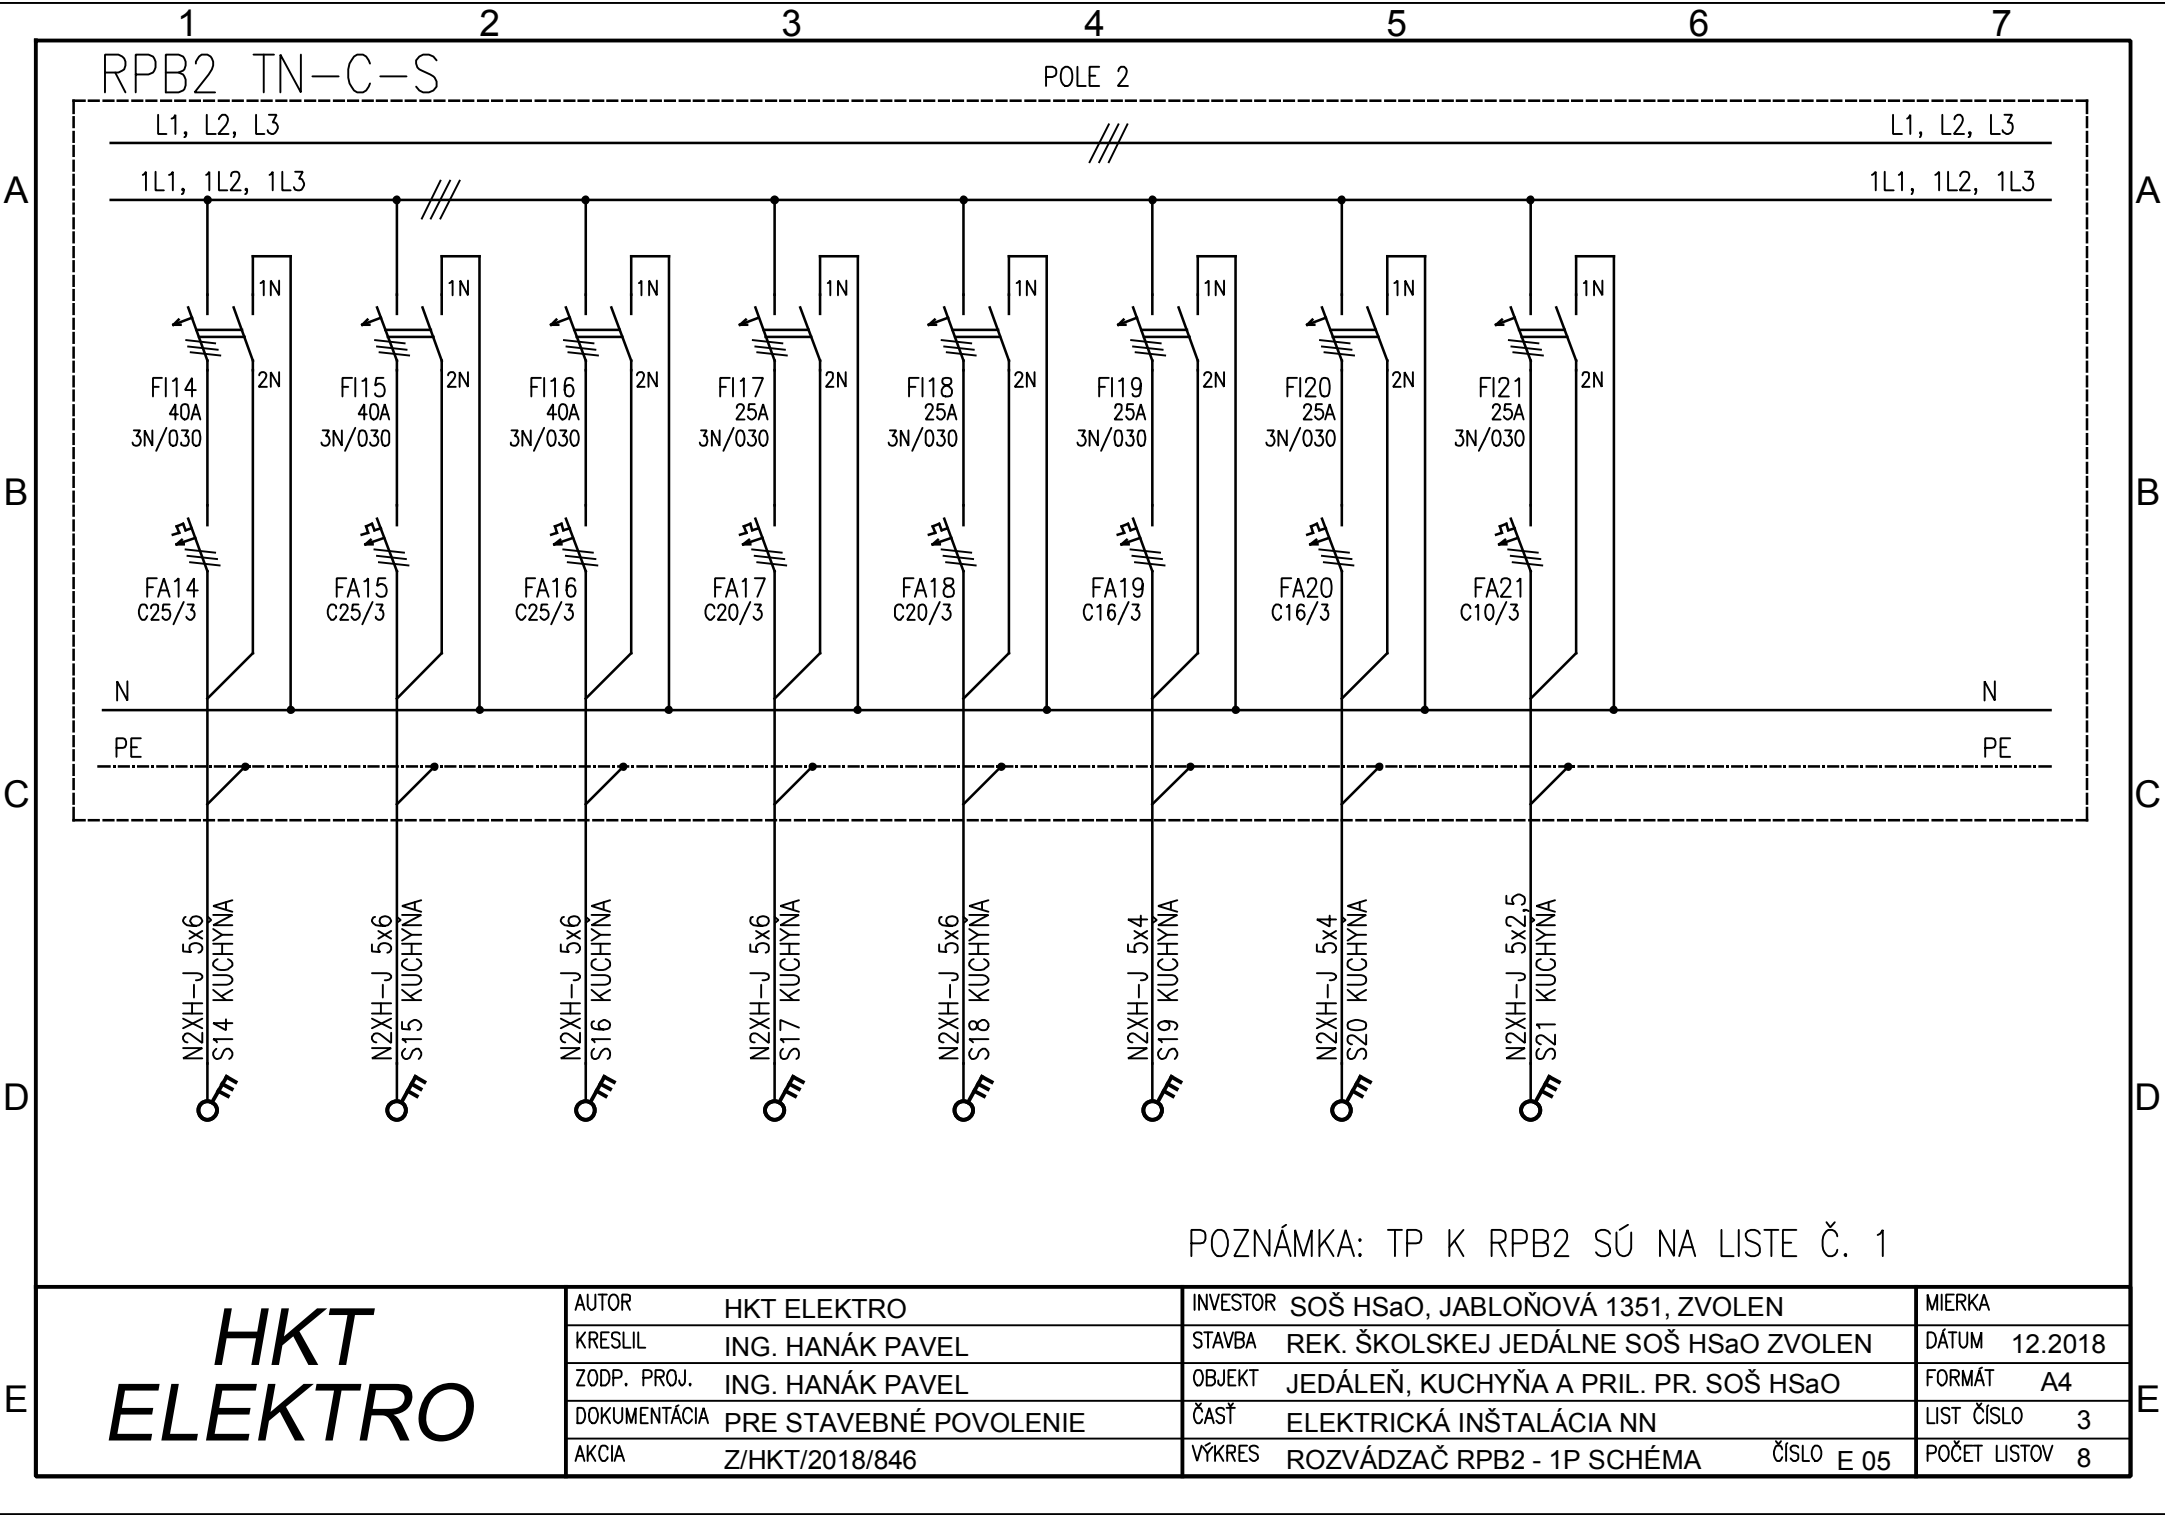 1 2 3 4 5 6 7
RPB2 TN-C-S
POLE 2
L1, L2, L3
L1, L2, L3
A
1L1, 1L2, 1L3
1L1, 1L2, 1L3
A
1N 1N 1N 1N 1N 1N 1N 1N
2N 2N 2N 2N 2N 2N 2N 2N
FI14 FI15 FI16 FI17 FI18 FI19 FI20 FI21
40A 40A 40A 25A 25A 25A 25A 25A
3N/030 3N/030 3N/030 3N/030 3N/030 3N/030 3N/030 3N/030
B
B
FA14 FA15 FA16 FA17 FA18 FA19 FA20 FA21
C25/3 C25/3 C25/3 C20/3 C20/3 C16/3 C16/3 C10/3
N
N
PE
PE
C
C
N2XH-J 5x6
S14 KUCHYŇA
N2XH-J 5x6
S15 KUCHYŇA
N2XH-J 5x6
S16 KUCHYŇA
N2XH-J 5x6
S17 KUCHYŇA
N2XH-J 5x6
S18 KUCHYŇA
N2XH-J 5x4
S19 KUCHYŇA
N2XH-J 5x4
S20 KUCHYŇA
N2XH-J 5x2,5
S21 KUCHYŇA
D
D
POZNÁMKA: TP K RPB2 SÚ NA LISTE Č. 1
E
E
HKT
ELEKTRO
AUTOR HKT ELEKTRO
KRESLIL ING. HANÁK PAVEL
ZODP. PROJ. ING. HANÁK PAVEL
DOKUMENTÁCIA PRE STAVEBNÉ POVOLENIE
AKCIA Z/HKT/2018/846
INVESTOR SOŠ HSaO, JABLOŇOVÁ 1351, ZVOLEN
STAVBA REK. ŠKOLSKEJ JEDÁLNE SOŠ HSaO ZVOLEN
OBJEKT JEDÁLEŇ, KUCHYŇA A PRIL. PR. SOŠ HSaO
ČASŤ ELEKTRICKÁ INŠTALÁCIA NN
VÝKRES ROZVÁDZAČ RPB2 - 1P SCHÉMA ČÍSLO E 05
MIERKA
DÁTUM 12.2018
FORMÁT A4
LIST ČÍSLO 3
POČET LISTOV 8